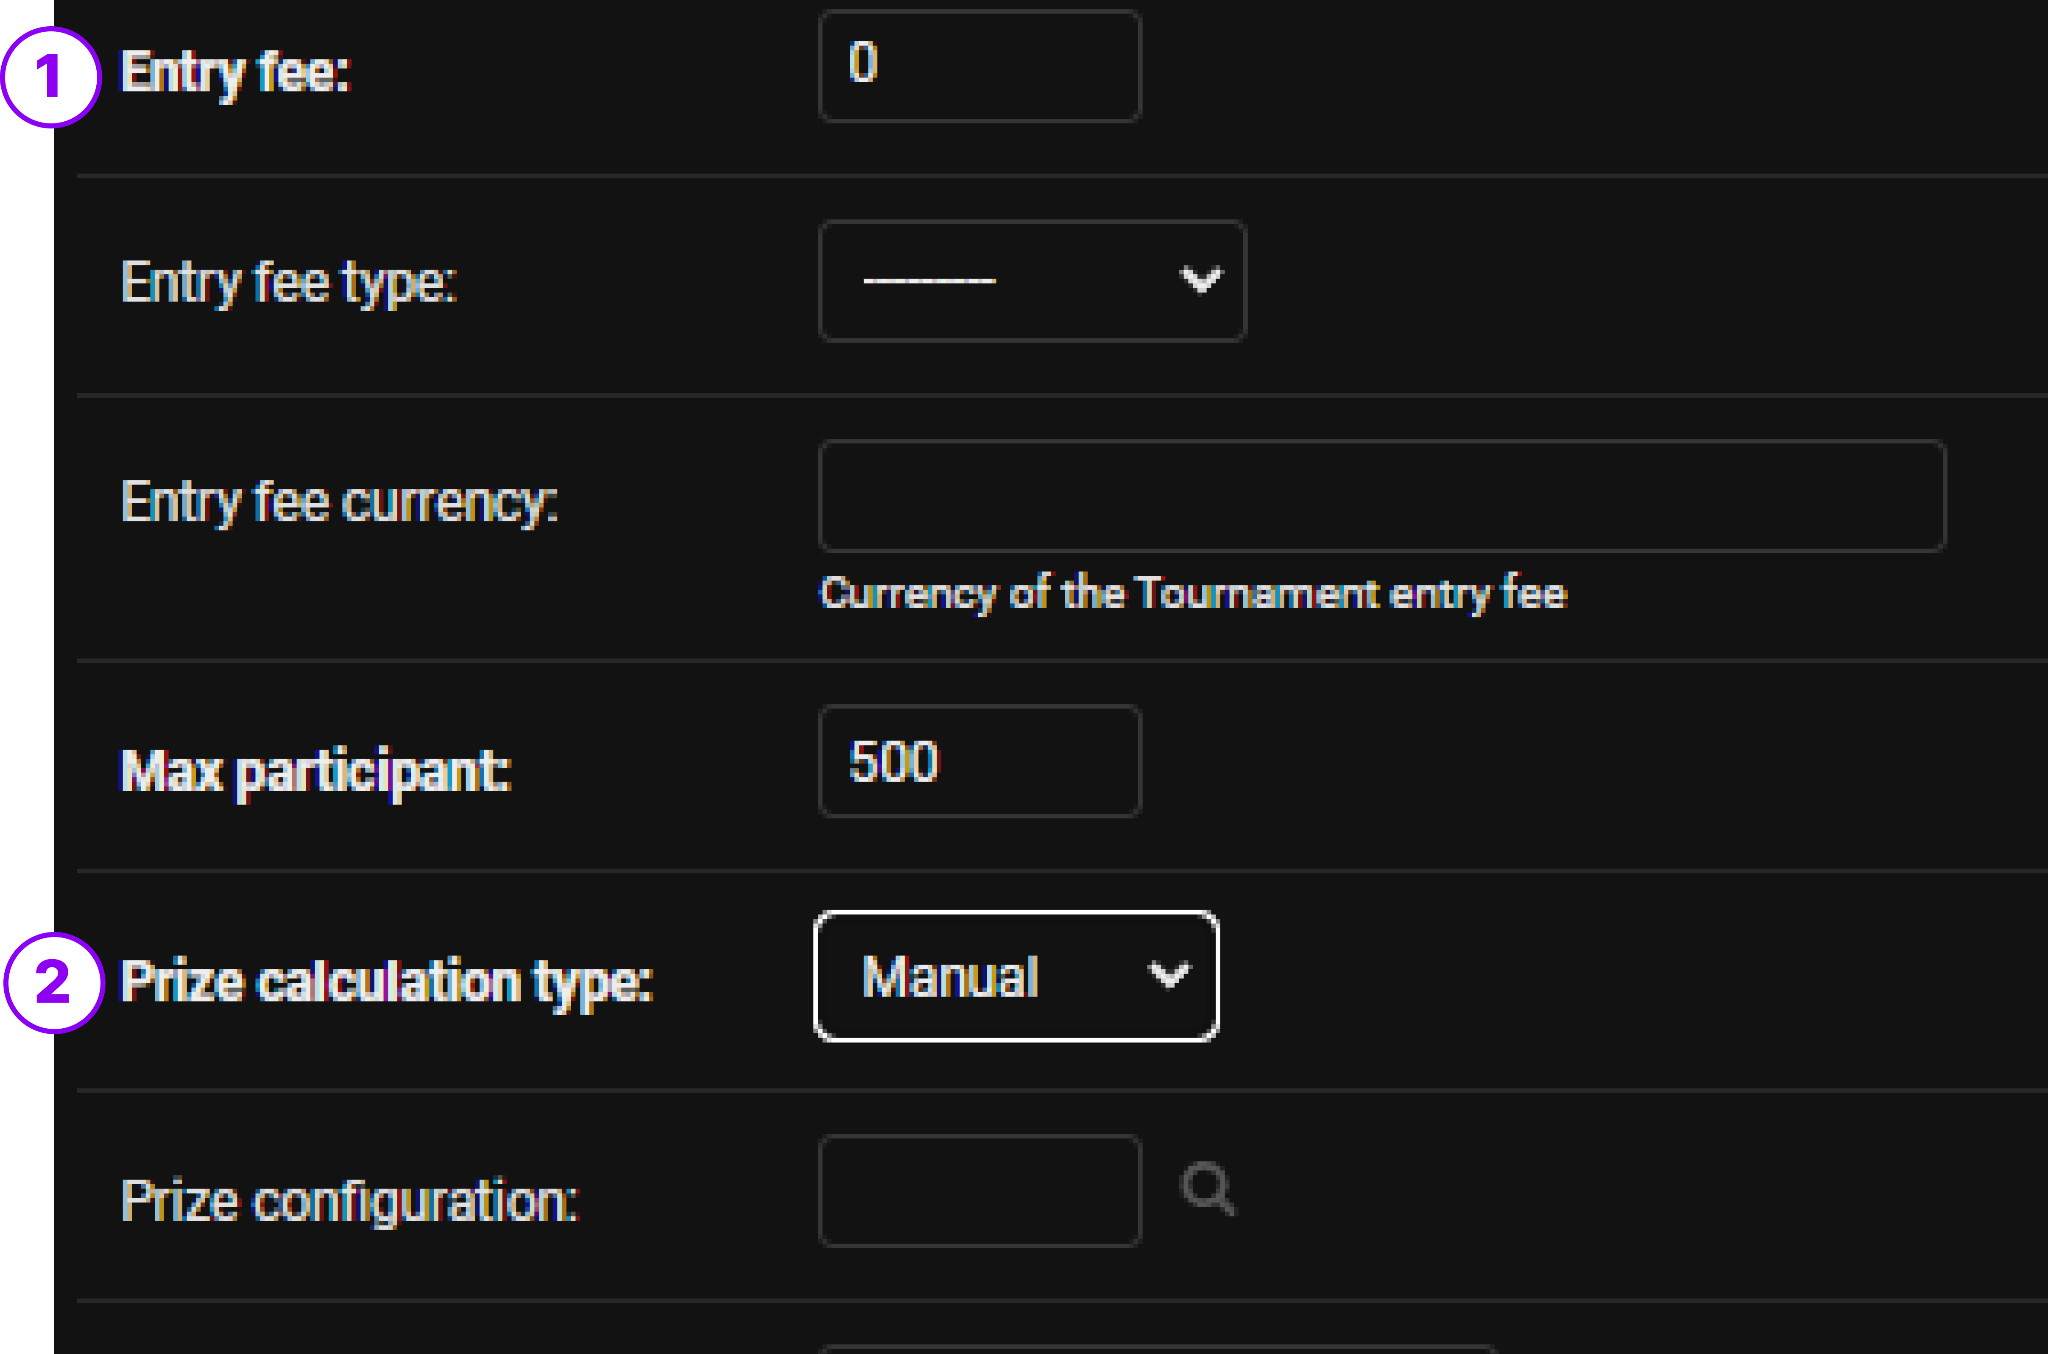 1
Entry fee:
0
Entry fee type:
---------
Entry fee currency:
Currency of the Tournament entry fee
Max participant:
500
2
Prize calculation type:
Manual
Prize configuration: